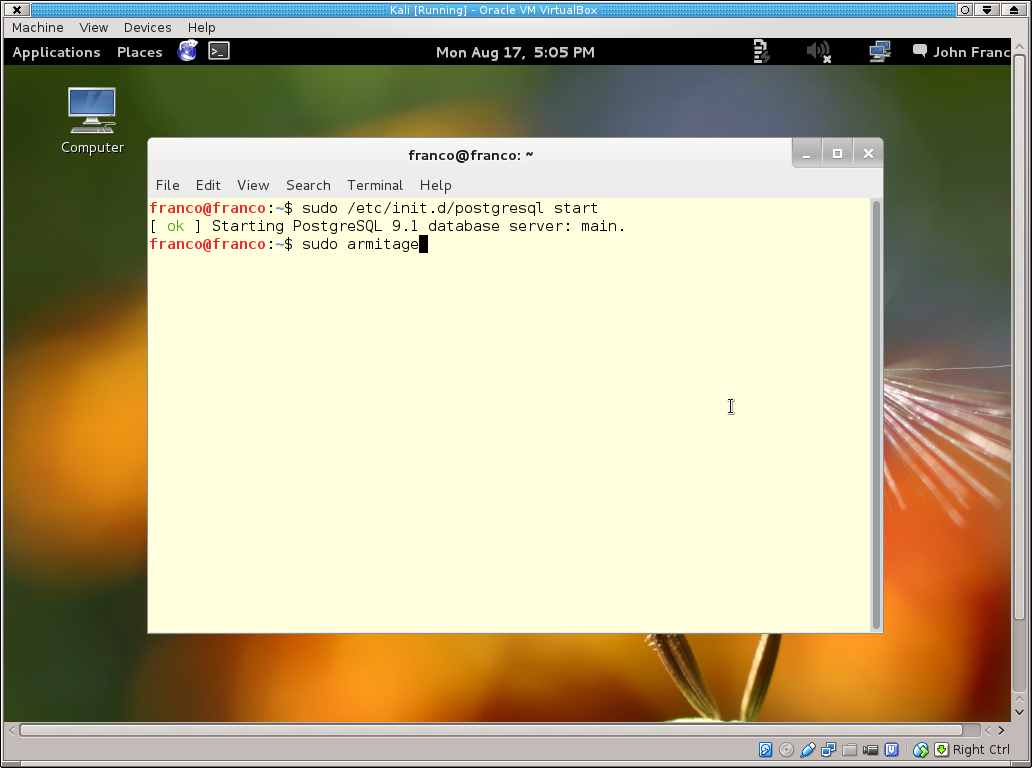 Kali [Running] - Oracle VM VirtualBox
Machine View Devices Help
Applications Places Mon Aug 17, 5:05 PM John Franc
Computer
franco@franco: ~
File Edit View Search Terminal Help
franco@franco:~$ sudo /etc/init.d/postgresql start
[ ok ] Starting PostgreSQL 9.1 database server: main.
franco@franco:~$ sudo armitage
Right Ctrl